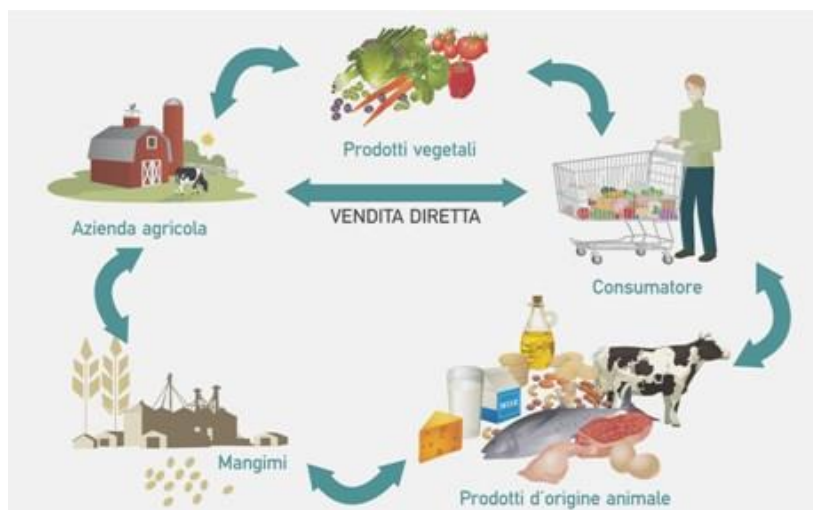 Prodotti vegetali
VENDITA DIRETTA
Azienda agricola
Consumatore
Mangimi
Prodotti d'origine animale